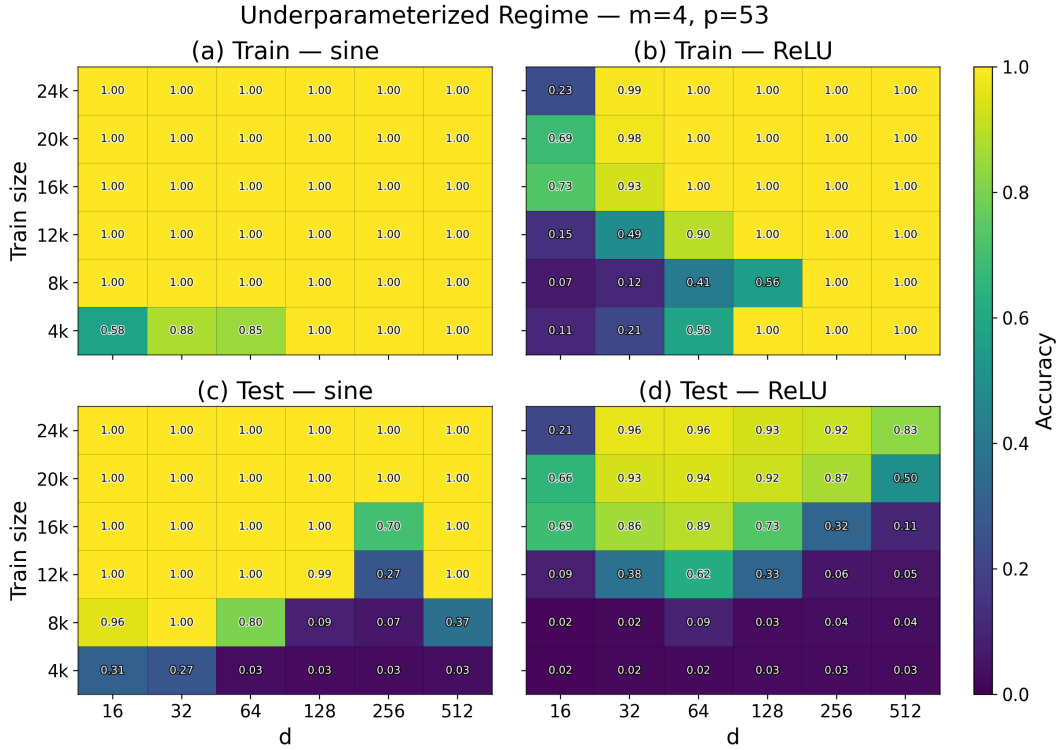 Underparameterized Regime — m=4, p=53
(a) Train — sine
(b) Train — ReLU
Train size
24k 1.00 1.00 1.00 1.00 1.00 1.00
20k 1.00 1.00 1.00 1.00 1.00 1.00
16k 1.00 1.00 1.00 1.00 1.00 1.00
12k 1.00 1.00 1.00 1.00 1.00 1.00
8k 1.00 1.00 1.00 1.00 1.00 1.00
4k 0.58 0.88 0.85 1.00 1.00 1.00
0.23 0.99 1.00 1.00 1.00 1.00
0.69 0.98 1.00 1.00 1.00 1.00
0.73 0.93 1.00 1.00 1.00 1.00
0.15 0.49 0.90 1.00 1.00 1.00
0.07 0.12 0.41 0.56 1.00 1.00
0.11 0.21 0.58 1.00 1.00 1.00
(c) Test — sine
(d) Test — ReLU
Train size
24k 1.00 1.00 1.00 1.00 1.00 1.00
20k 1.00 1.00 1.00 1.00 1.00 1.00
16k 1.00 1.00 1.00 1.00 0.70 1.00
12k 1.00 1.00 1.00 0.99 0.27 1.00
8k 0.96 1.00 0.80 0.09 0.07 0.37
4k 0.31 0.27 0.03 0.03 0.03 0.03
16 32 64 128 256 512
d
0.21 0.96 0.96 0.93 0.92 0.83
0.66 0.93 0.94 0.92 0.87 0.50
0.69 0.86 0.89 0.73 0.32 0.11
0.09 0.38 0.62 0.33 0.06 0.05
0.02 0.02 0.09 0.03 0.04 0.04
0.02 0.02 0.02 0.03 0.03 0.03
16 32 64 128 256 512
d
1.0
0.8
0.6
0.4
0.2
0.0
Accuracy